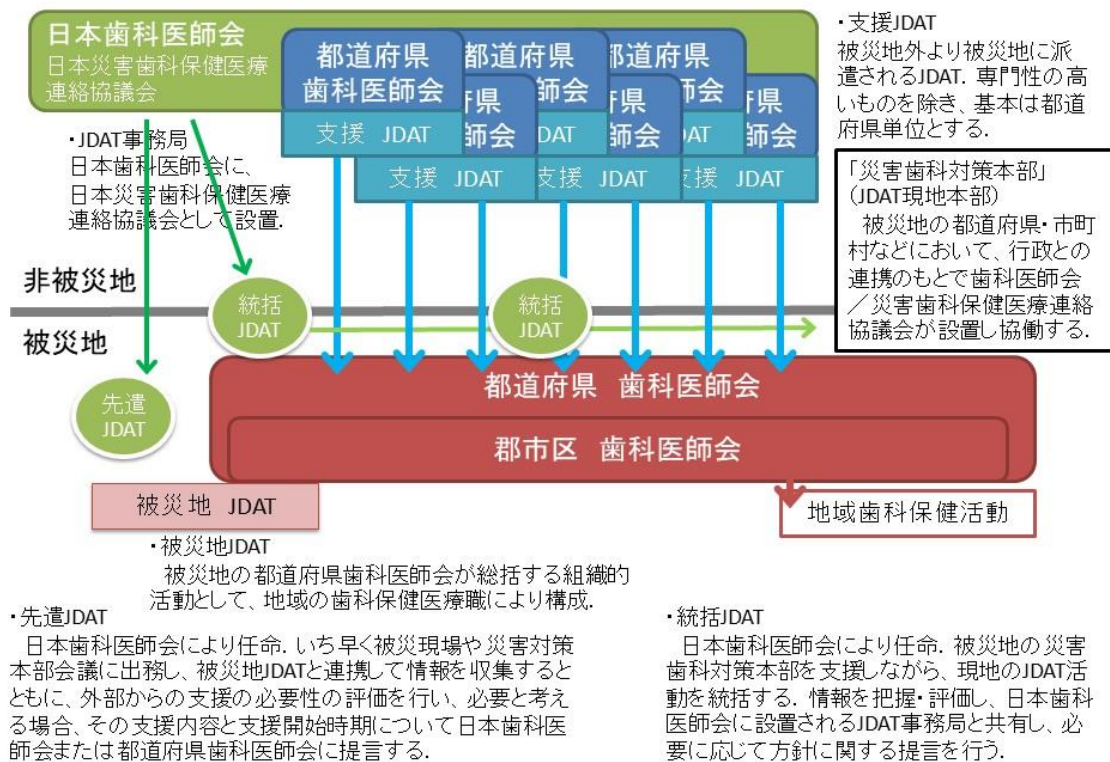 日本歯科医師会
日本災害歯科保健医療
連絡協議会
都道府県
歯科医師会
支援 JDAT
都道府県
都道府県
府県
師会
府県
師会
府県
師会
支援 JDAT
支援 JDAT
支援 JDAT
・支援JDAT
被災地外より被災地に派
遣されるJDAT. 専門性の高
いものを除き、基本は都道
府県単位とする.
・JDAT事務局
日本歯科医師会に、
日本災害歯科保健医療
連絡協議会として設置.
「災害歯科対策本部」
(JDAT現地本部)
被災地の都道府県・市町
村などにおいて、行政との
連携のもとで歯科医師会
／災害歯科保健医療連絡
協議会が設置し協働する.
非被災地
被災地
統括
JDAT
統括
JDAT
先遣
JDAT
都道府県 歯科医師会
郡市区 歯科医師会
被災地 JDAT
地域歯科保健活動
・被災地JDAT
被災地の都道府県歯科医師会が総括する組織的
活動として、地域の歯科保健医療職により構成.
・先遣JDAT
日本歯科医師会により任命. いち早く被災現場や災害対策
本部会議に出務し、被災地JDATと連携して情報を収集すると
ともに、外部からの支援の必要性の評価を行い、必要と考え
る場合、その支援内容と支援開始時期について日本歯科医
師会または都道府県歯科医師会に提言する.
・統括JDAT
日本歯科医師会により任命. 被災地の災害
歯科対策本部を支援しながら、現地のJDAT活
動を統括する. 情報を把握・評価し、日本歯科
医師会に設置されるJDAT事務局と共有し、必
要に応じて方針に関する提言を行う.